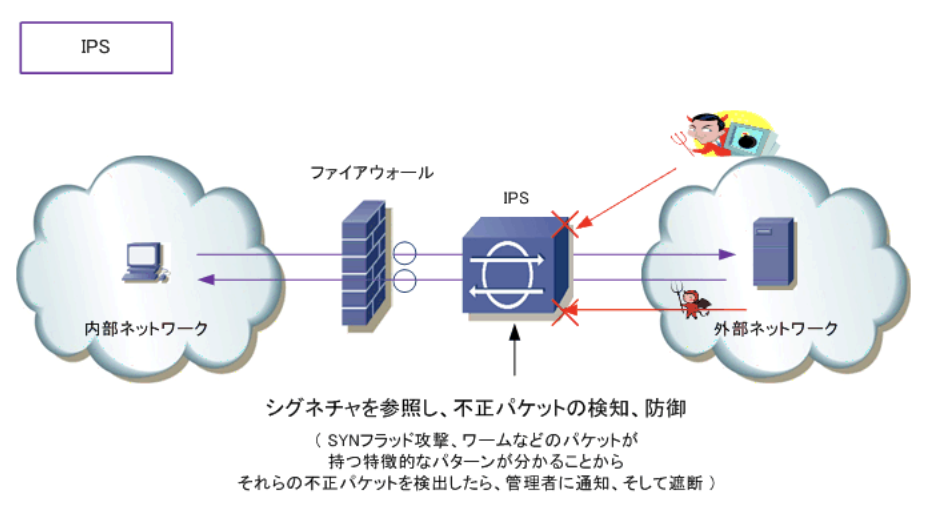 IPS
ファイアウォール
IPS
内部ネットワーク
外部ネットワーク
シグネチャを参照し、不正パケットの検知、防御
（ SYNフラッド攻撃、ワームなどのパケットが
持つ特徴的なパターンが分かることから
それらの不正パケットを検出したら、管理者に通知、そして遮断 ）